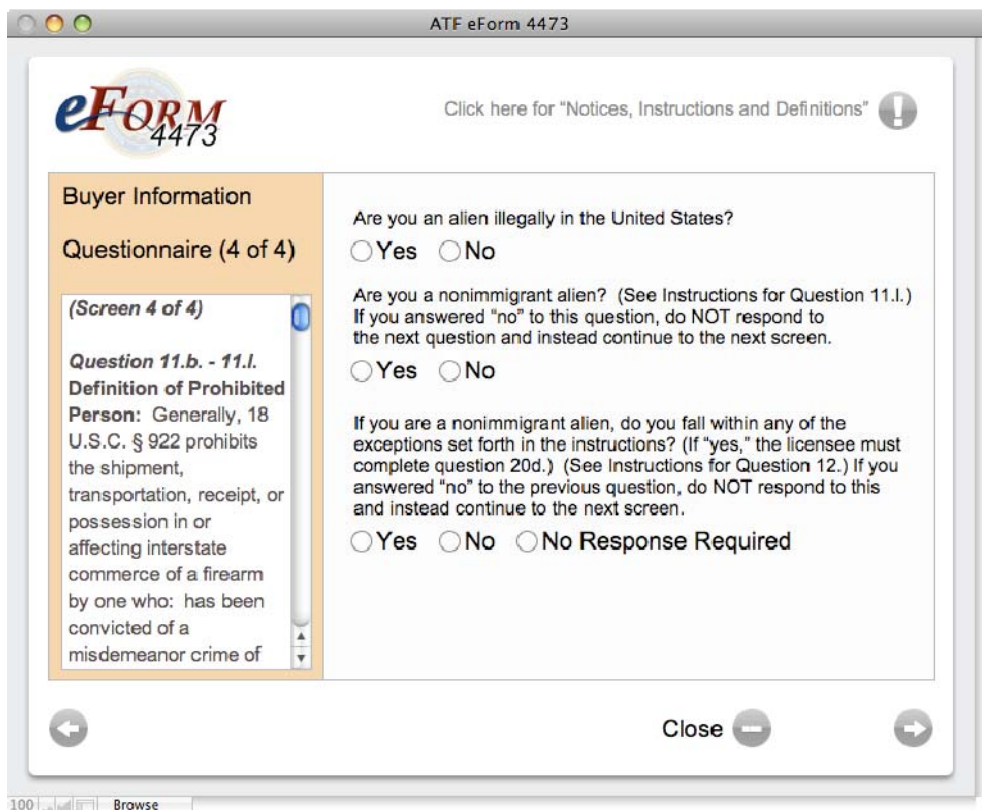 ATF eForm 4473
eFORM
4473
Click here for “Notices, Instructions and Definitions”
Buyer Information
Questionnaire (4 of 4)
(Screen 4 of 4)
Question 11.b. - 11.l.
Definition of Prohibited
Person: Generally, 18
U.S.C. § 922 prohibits
the shipment,
transportation, receipt, or
possession in or
affecting interstate
commerce of a firearm
by one who: has been
convicted of a
misdemeanor crime of
Are you an alien illegally in the United States?
Yes No
Are you a nonimmigrant alien? (See Instructions for Question 11.l.)
If you answered “no” to this question, do NOT respond to
the next question and instead continue to the next screen.
Yes No
If you are a nonimmigrant alien, do you fall within any of the
exceptions set forth in the instructions? (If “yes,” the licensee must
complete question 20d.) (See Instructions for Question 12.) If you
answered “no” to the previous question, do NOT respond to this
and instead continue to the next screen.
Yes No No Response Required
Close
100 Browse